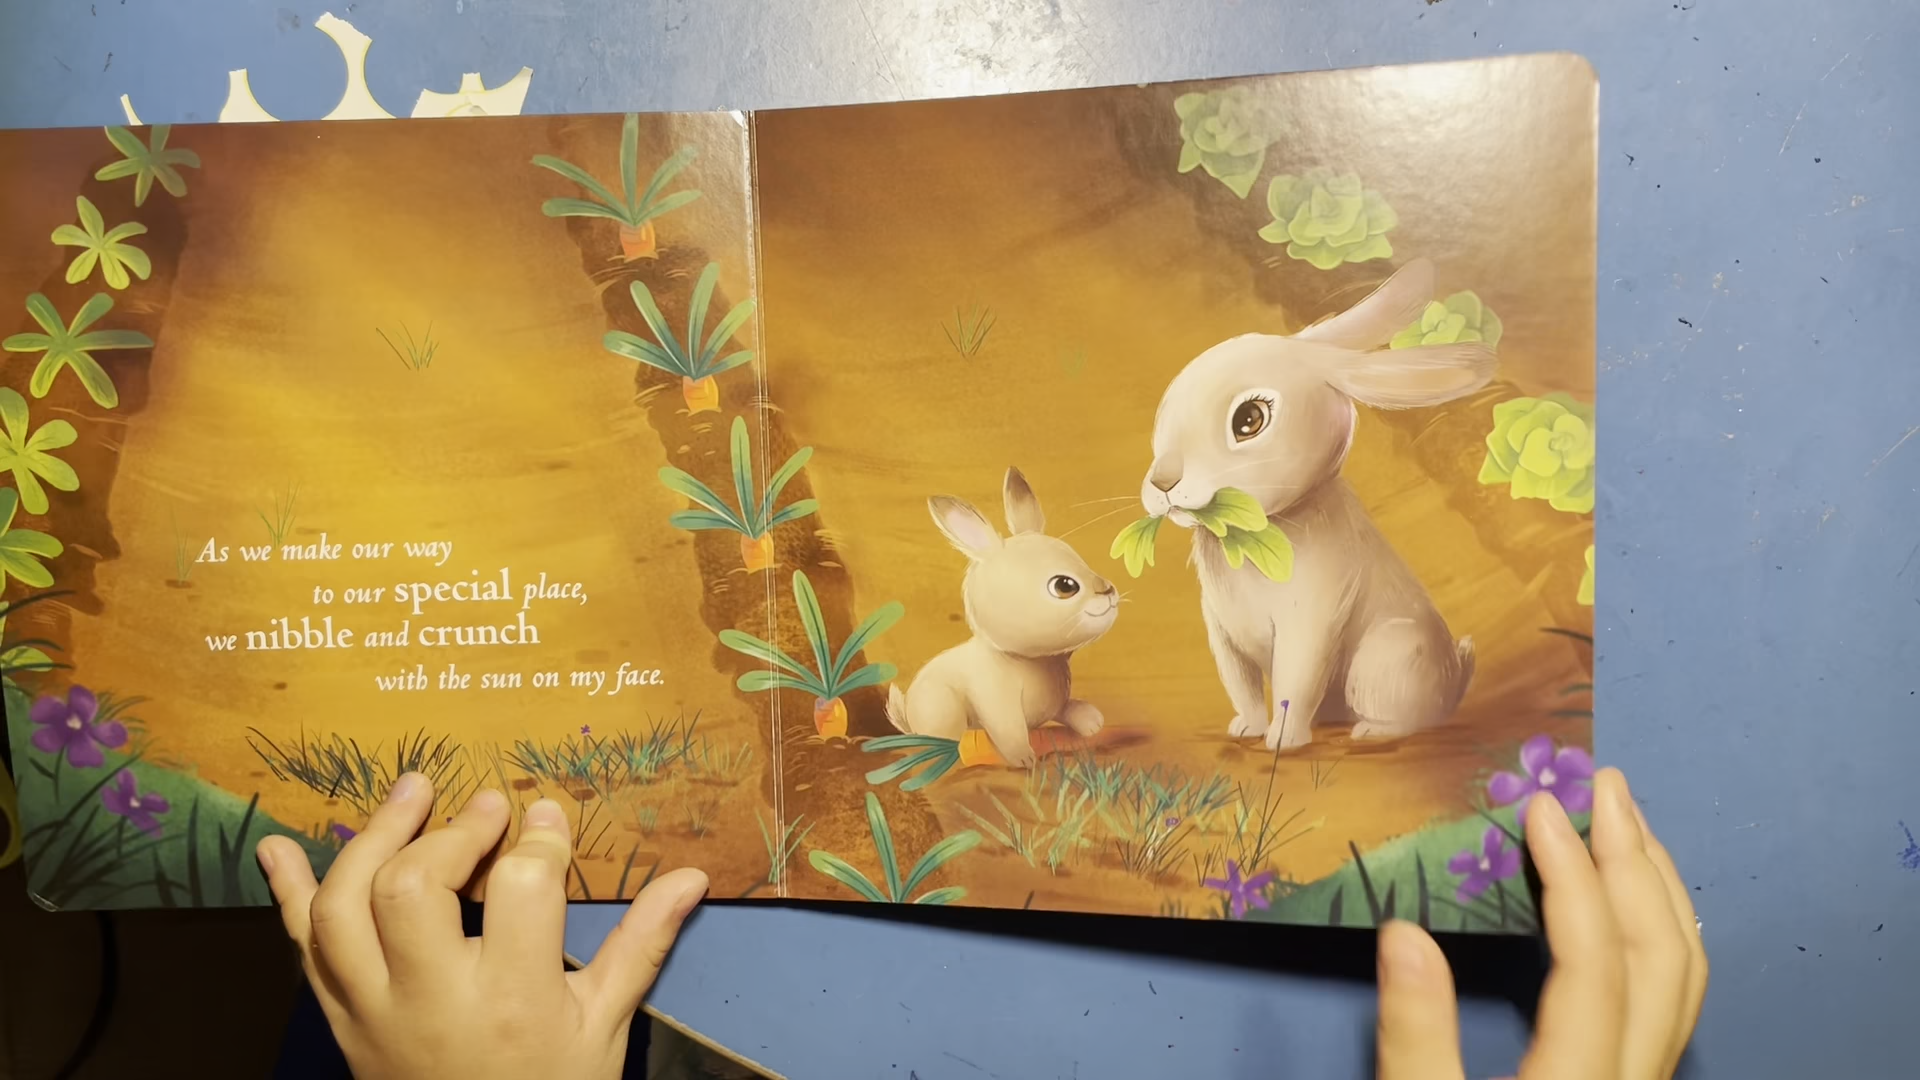 As we make our way
to our special place,
we nibble and crunch
with the sun on my face.